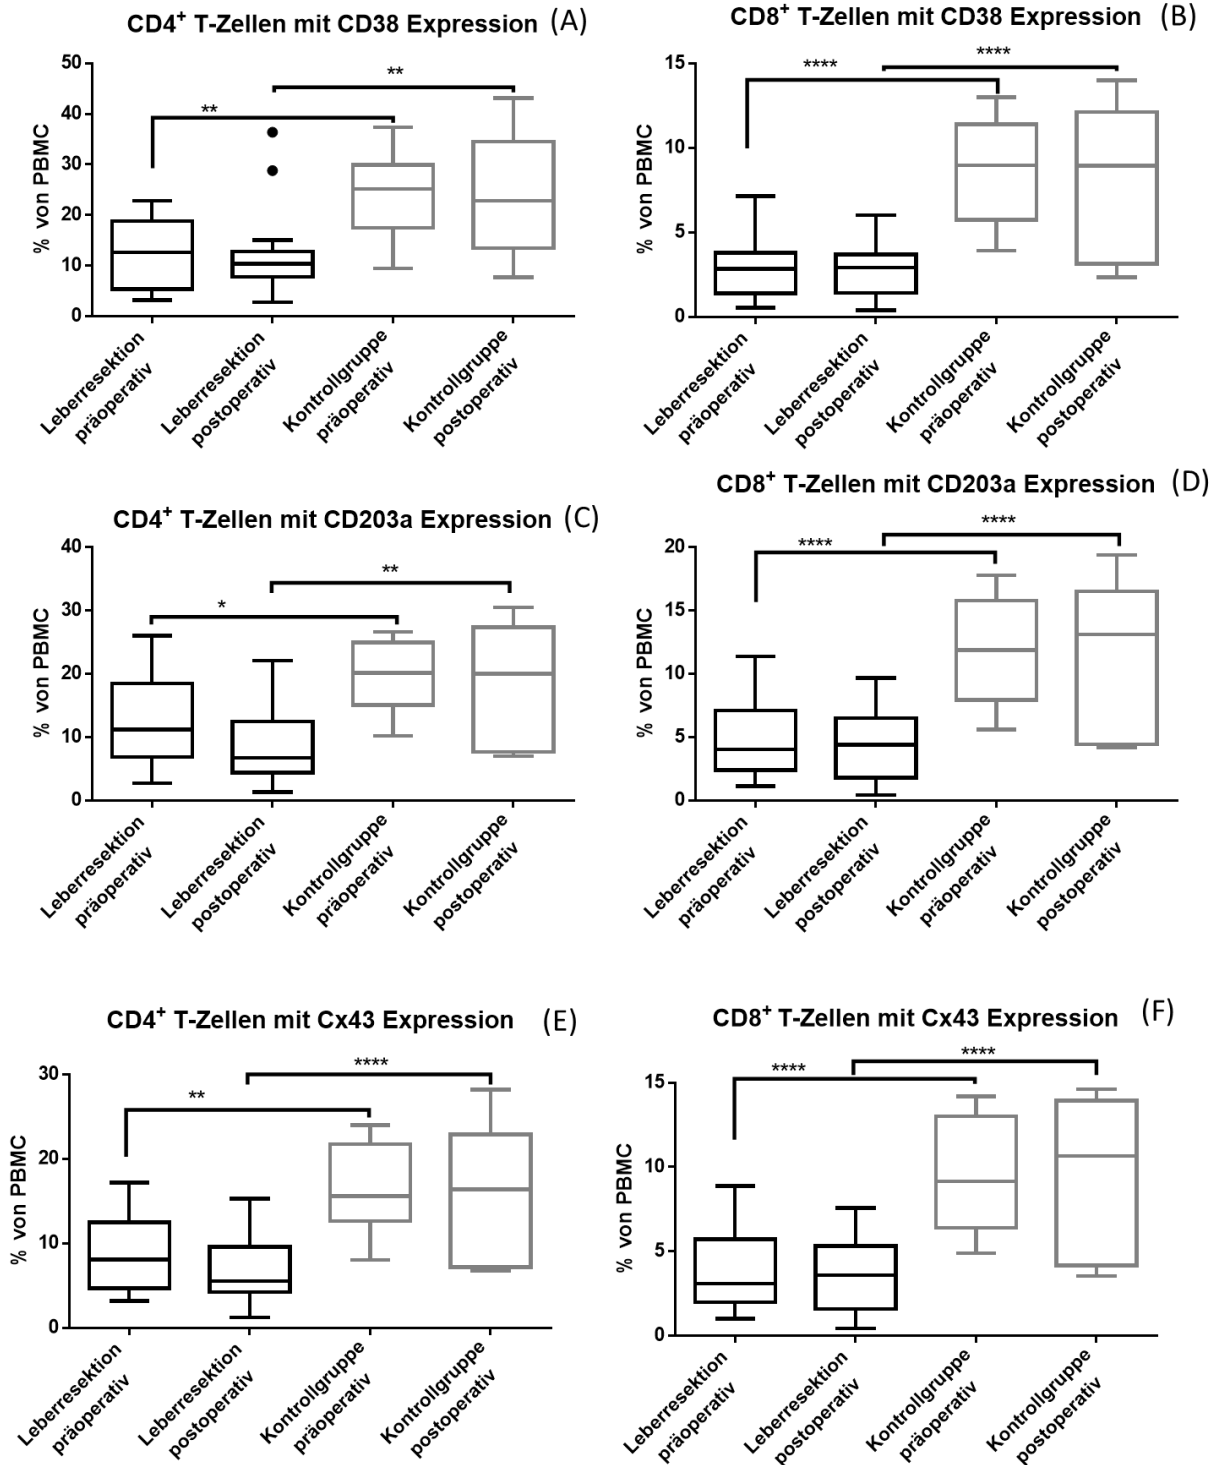 CD4+ T-Zellen mit CD38 Expression (A)
**
**
% von PBMC
50
40
30
20
10
0
Leberresektion
präoperativ
Leberresektion
postoperativ
Kontrollgruppe
präoperativ
Kontrollgruppe
postoperativ
CD8+ T-Zellen mit CD38 Expression (B)
****
****
% von PBMC
15
10
5
0
Leberresektion
präoperativ
Leberresektion
postoperativ
Kontrollgruppe
präoperativ
Kontrollgruppe
postoperativ
CD4+ T-Zellen mit CD203a Expression (C)
**
*
% von PBMC
40
30
20
10
0
Leberresektion
präoperativ
Leberresektion
postoperativ
Kontrollgruppe
präoperativ
Kontrollgruppe
postoperativ
CD8+ T-Zellen mit CD203a Expression (D)
****
****
% von PBMC
20
15
10
5
0
Leberresektion
präoperativ
Leberresektion
postoperativ
Kontrollgruppe
präoperativ
Kontrollgruppe
postoperativ
CD4+ T-Zellen mit Cx43 Expression (E)
****
**
% von PBMC
30
20
10
0
Leberresektion
präoperativ
Leberresektion
postoperativ
Kontrollgruppe
präoperativ
Kontrollgruppe
postoperativ
CD8+ T-Zellen mit Cx43 Expression (F)
****
****
% von PBMC
15
10
5
0
Leberresektion
präoperativ
Leberresektion
postoperativ
Kontrollgruppe
präoperativ
Kontrollgruppe
postoperativ